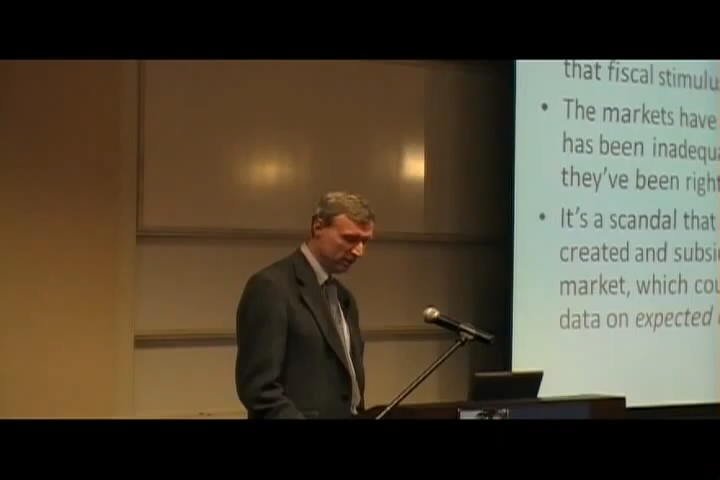 that fiscal stimulu
• The markets have
has been inadequa
they've been right
• It's a scandal that
created and subsi
market, which cou
data on expected